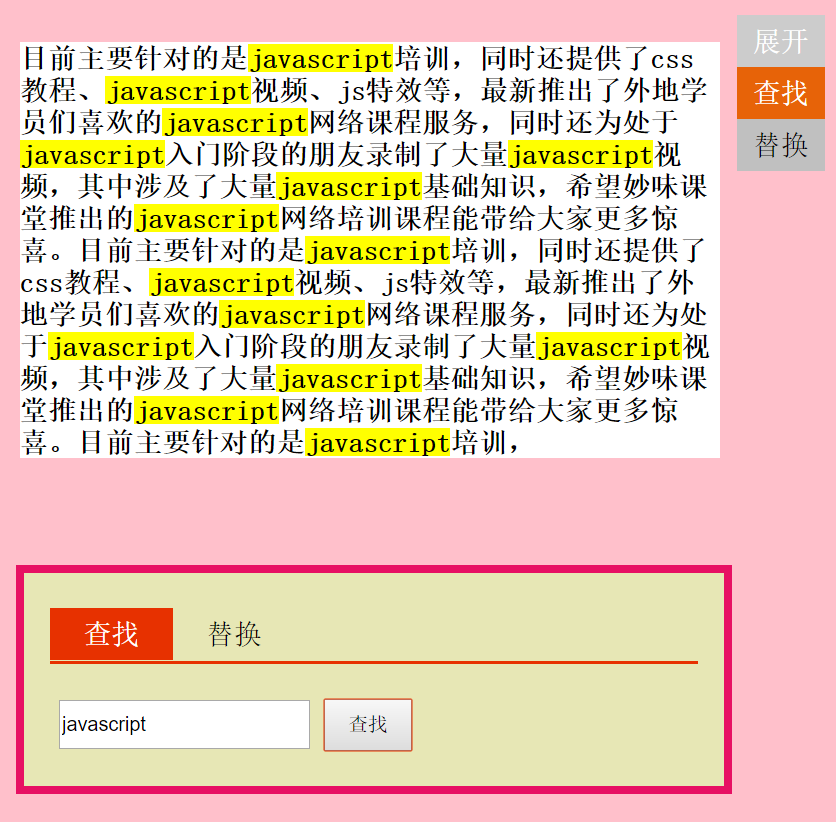 目前主要针对的是javascript培训，同时还提供了css
教程、javascript视频、js特效等，最新推出了外地学
员们喜欢的javascript网络课程服务，同时还为处于
javascript入门阶段的朋友录制了大量javascript视
频，其中涉及了大量javascript基础知识，希望妙味课
堂推出的javascript网络培训课程能带给大家更多惊
喜。目前主要针对的是javascript培训，同时还提供了
css教程、javascript视频、js特效等，最新推出了外
地学员们喜欢的javascript网络课程服务，同时还为处
于javascript入门阶段的朋友录制了大量javascript视
频，其中涉及了大量javascript基础知识，希望妙味课
堂推出的javascript网络培训课程能带给大家更多惊
喜。目前主要针对的是javascript培训，
展开
查找
替换
查找 替换
javascript 查找